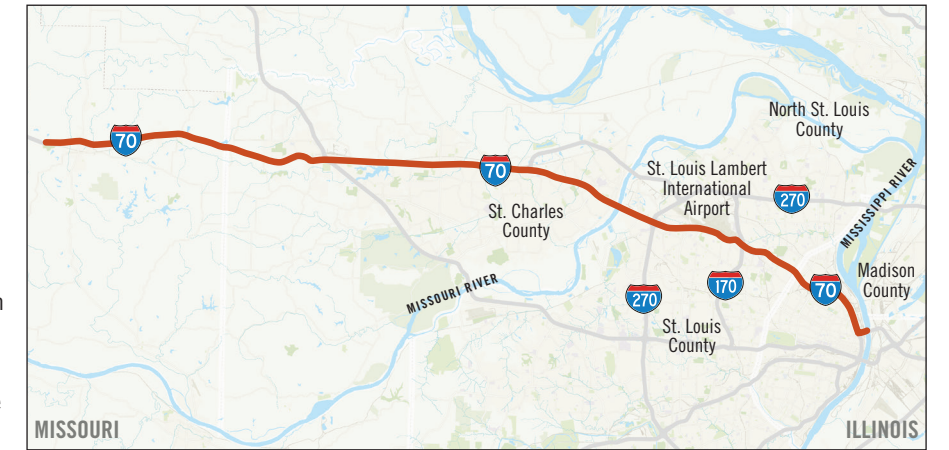 North St. Louis
County
70
St. Louis Lambert
International
Airport
70
270
MISSISSIPPI RIVER
St. Charles
County
Madison
County
MISSOURI RIVER
270
170
70
St. Louis
County
MISSOURI
ILLINOIS